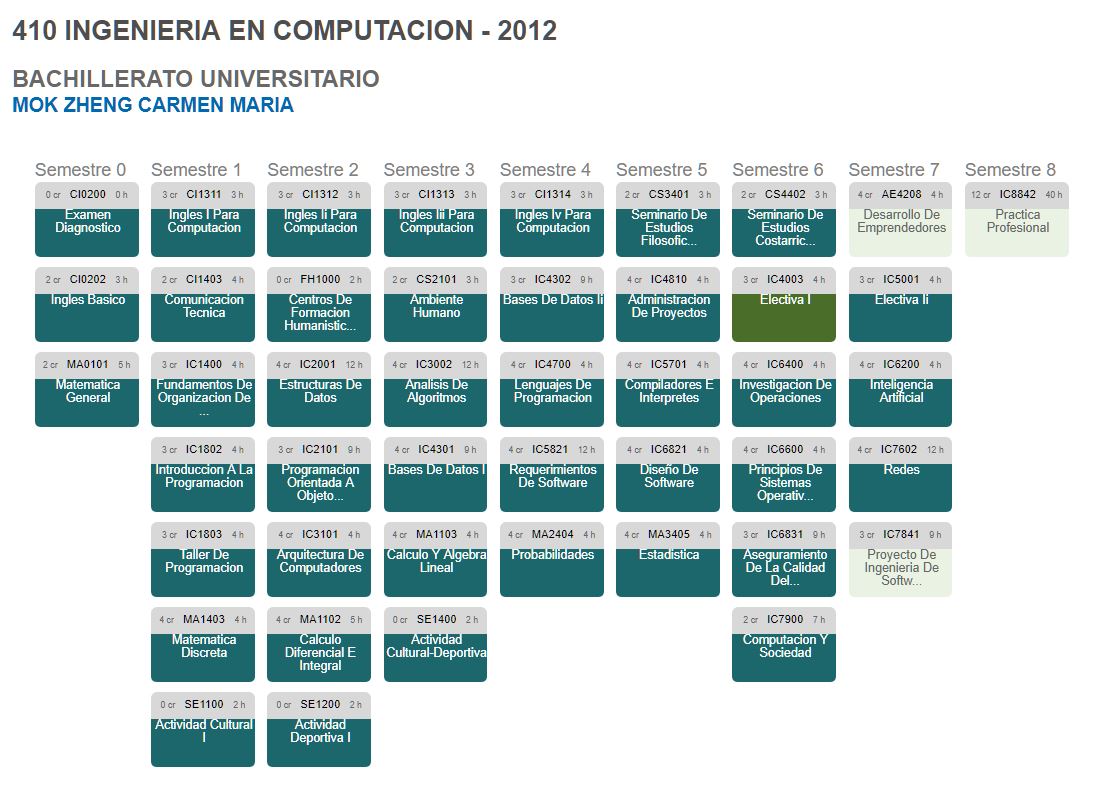 410 INGENIERIA EN COMPUTACION - 2012
BACHILLERATO UNIVERSITARIO
MOK ZHENG CARMEN MARIA
Semestre 0
0 cr CI0200 0 h
Examen
Diagnostico
2 cr CI0202 3 h
Ingles Basico
2 cr MA0101 5 h
Matematica
General
Semestre 1
3 cr CI1311 3 h
Ingles I Para
Computacion
2 cr CI1403 4 h
Comunicacion
Tecnica
3 cr IC1400 4 h
Fundamentos De
Organizacion De
...
3 cr IC1802 4 h
Introduccion A La
Programacion
3 cr IC1803 4 h
Taller De
Programacion
4 cr MA1403 4 h
Matematica
Discreta
0 cr SE1100 2 h
Actividad Cultural
I
Semestre 2
3 cr CI1312 3 h
Ingles Ii Para
Computacion
0 cr FH1000 2 h
Centros De
Formacion
Humanistic...
4 cr IC2001 12 h
Estructuras De
Datos
3 cr IC2101 9 h
Programacion
Orientada A
Objeto...
4 cr IC3101 4 h
Arquitectura De
Computadores
4 cr MA1102 5 h
Calculo
Diferencial E
Integral
0 cr SE1200 2 h
Actividad
Deportiva I
Semestre 3
3 cr CI1313 3 h
Ingles Iii Para
Computacion
2 cr CS2101 3 h
Ambiente
Humano
4 cr IC3002 12 h
Analisis De
Algoritmos
4 cr IC4301 9 h
Bases De Datos I
4 cr MA1103 4 h
Calculo Y Algebra
Lineal
0 cr SE1400 2 h
Actividad
Cultural-Deportiva
Semestre 4
3 cr CI1314 3 h
Ingles Iv Para
Computacion
3 cr IC4302 9 h
Bases De Datos Ii
4 cr IC4700 4 h
Lenguajes De
Programacion
4 cr IC5821 12 h
Requerimientos
De Software
4 cr MA2404 4 h
Probabilidades
Semestre 5
2 cr CS3401 3 h
Seminario De
Estudios
Filosofic...
4 cr IC4810 4 h
Administracion
De Proyectos
4 cr IC5701 4 h
Compiladores E
Interpretes
4 cr IC6821 4 h
Diseño De
Software
4 cr MA3405 4 h
Estadistica
Semestre 6
2 cr CS4402 3 h
Seminario De
Estudios
Costarric...
3 cr IC4003 4 h
Electiva I
4 cr IC6400 4 h
Investigacion De
Operaciones
4 cr IC6600 4 h
Principios De
Sistemas
Operativ...
3 cr IC6831 9 h
Aseguramiento
De La Calidad
Del...
2 cr IC7900 7 h
Computacion Y
Sociedad
Semestre 7
4 cr AE4208 4 h
Desarrollo De
Emprendedores
3 cr IC5001 4 h
Electiva Ii
4 cr IC6200 4 h
Inteligencia
Artificial
4 cr IC7602 12 h
Redes
3 cr IC7841 9 h
Proyecto De
Ingenieria De
Softw...
Semestre 8
12 cr IC8842 40 h
Practica
Profesional